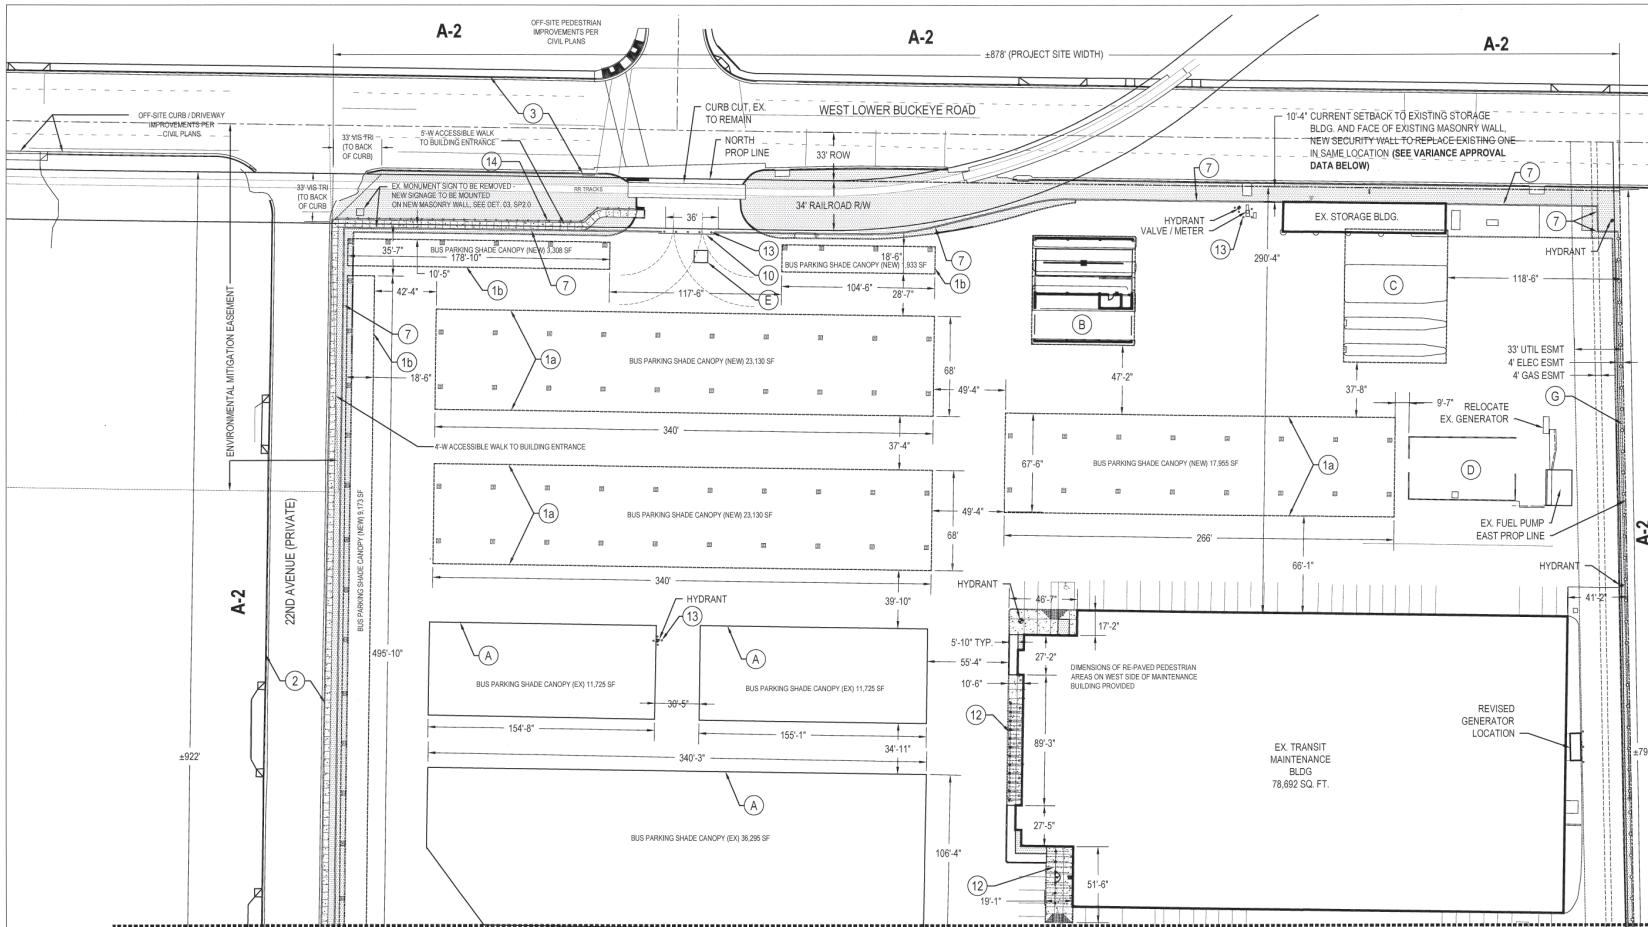 A-2
OFF-SITE PEDESTRIAN
IMPROVEMENTS PER
CIVIL PLANS
A-2
A-2
±878' (PROJECT SITE WIDTH)
3
CURB CUT, EX.
TO REMAIN
WEST LOWER BUCKEYE ROAD
OFF-SITE CURB / DRIVEWAY
IMPROVEMENTS PER
CIVIL PLANS
33' VIS TRI
(TO BACK
OF CURB)
5'-W ACCESSIBLE WALK
TO BUILDING ENTRANCE
14
NORTH
PROP LINE
33' ROW
10'-4" CURRENT SETBACK TO EXISTING STORAGE
BLDG. AND FACE OF EXISTING MASONRY WALL,
NEW SECURITY WALL TO REPLACE EXISTING ONE
IN SAME LOCATION (SEE VARIANCE APPROVAL
DATA BELOW)
7
7
33' VIS TRI
(TO BACK
OF CURB
EX. MONUMENT SIGN TO BE REMOVED -
NEW SIGNAGE TO BE MOUNTED
ON NEW MASONRY WALL, SEE DET. 03, SP2.0
RR TRACKS
34' RAILROAD R/W
36'
HYDRANT
VALVE / METER
13
EX. STORAGE BLDG.
7
HYDRANT
35'-7"
BUS PARKING SHADE CANOPY (NEW) 3,308 SF
178'-10"
10'-5"
1b
7
13
10
E
18'-6"
BUS PARKING SHADE CANOPY (NEW) 1,933 SF
7
1b
104'-6"
28'-7"
117'-6"
42'-4"
290'-4"
118'-6"
C
B
ENVIRONMENTAL MITIGATION EASEMENT
7
1b
18'-6"
1a
BUS PARKING SHADE CANOPY (NEW) 23,130 SF
68'
49'-4"
47'-2"
37'-8"
33' UTIL ESMT
4' ELEC ESMT
4' GAS ESMT
G
9'-7"
RELOCATE
EX. GENERATOR
340'
37'-4"
4'-W ACCESSIBLE WALK TO BUILDING ENTRANCE
67'-6"
BUS PARKING SHADE CANOPY (NEW) 17,955 SF
1a
D
BUS PARKING SHADE CANOPY (NEW) 9,173 SF
1a
BUS PARKING SHADE CANOPY (NEW) 23,130 SF
68'
49'-4"
266'
66'-1"
EX. FUEL PUMP
EAST PROP LINE
A-2
22ND AVENUE (PRIVATE)
A-2
340'
39'-10"
HYDRANT
HYDRANT
46'-7"
41'-2"
HYDRANT
13
17'-2"
5'-10" TYP.
27'-2"
495'-10"
A
BUS PARKING SHADE CANOPY (EX) 11,725 SF
A
BUS PARKING SHADE CANOPY (EX) 11,725 SF
55'-4"
DIMENSIONS OF RE-PAVED PEDESTRIAN
AREAS ON WEST SIDE OF MAINTENANCE
BUILDING PROVIDED
10'-6"
2
30'-5"
12
154'-8"
155'-1"
34'-11"
89'-3"
REVISED
GENERATOR
LOCATION
±922'
340'-3"
EX. TRANSIT
MAINTENANCE
BLDG
78,692 SQ. FT.
±79
A
BUS PARKING SHADE CANOPY (EX) 36,295 SF
27'-5"
106'-4"
12
51'-6"
19'-1"